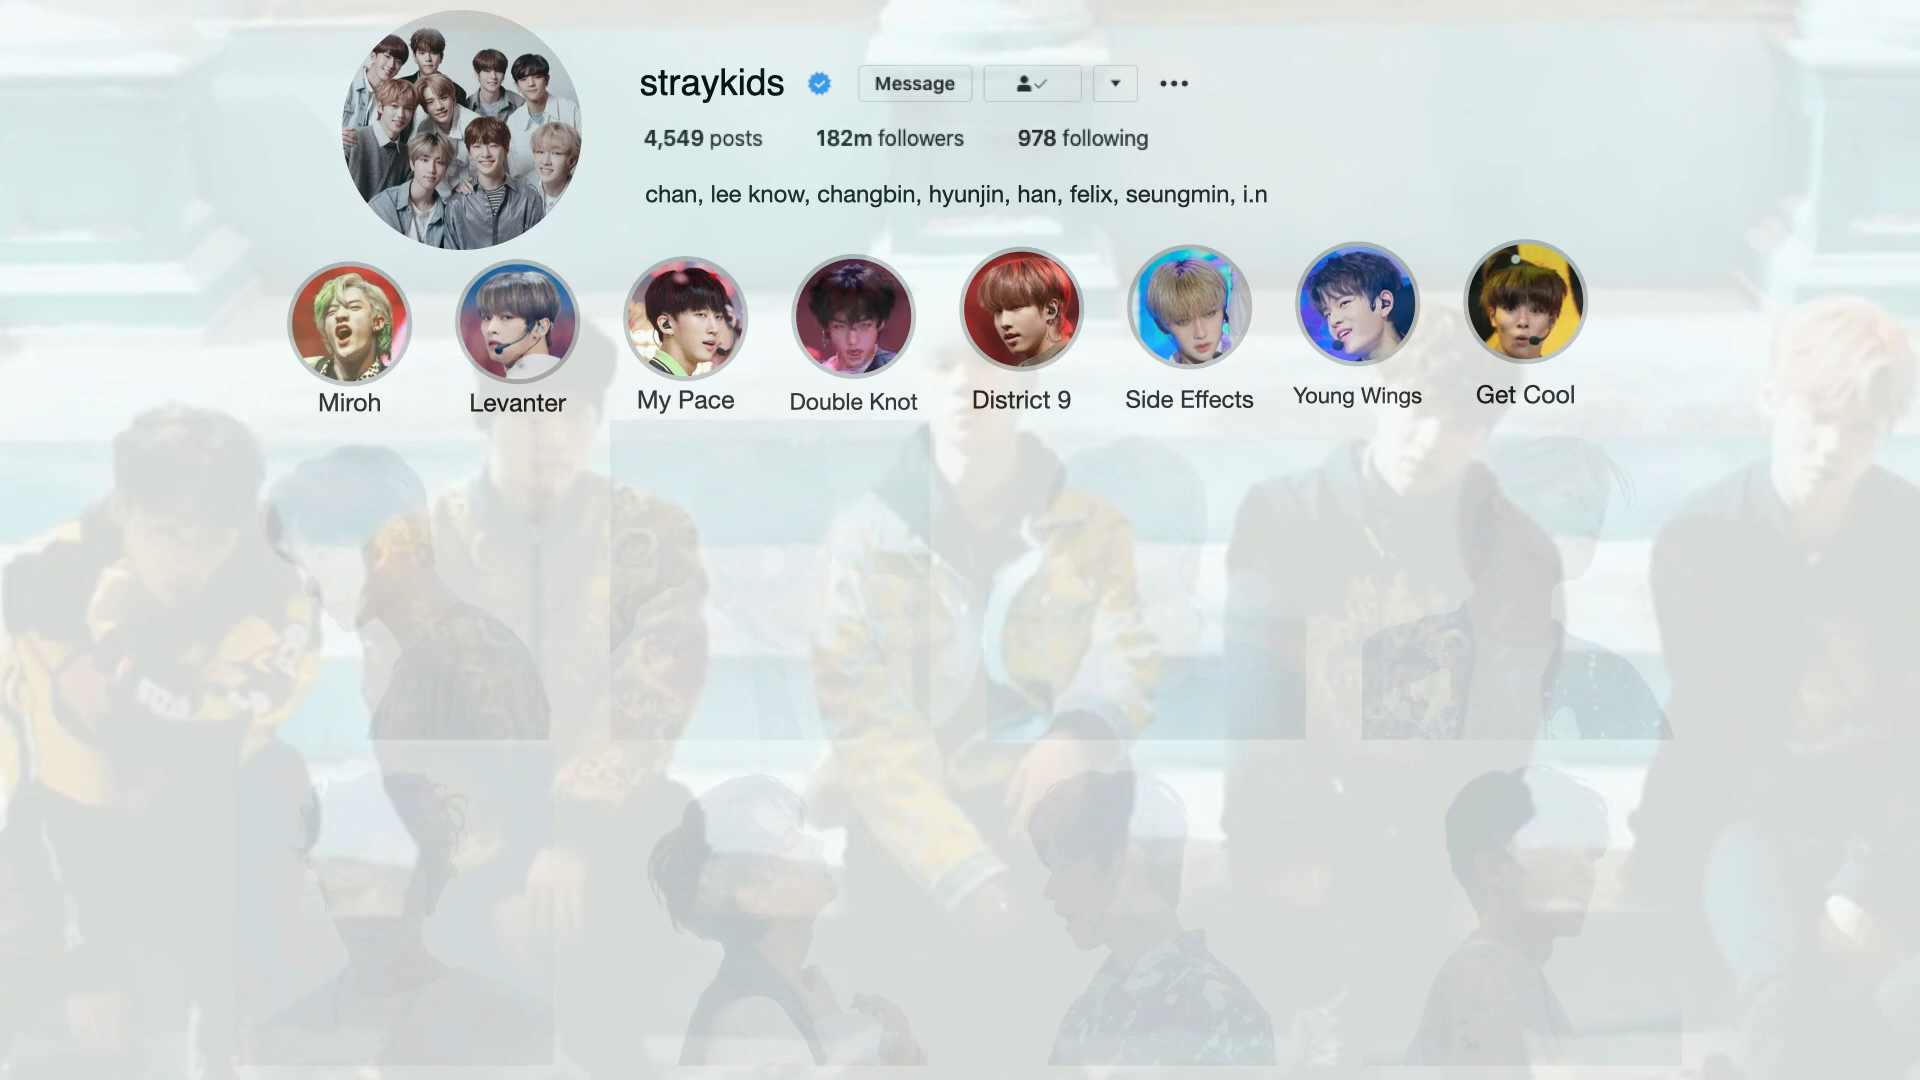 straykids
Message
4,549 posts 182m followers 978 following
chan, lee know, changbin, hyunjin, han, felix, seungmin, i.n
Miroh Levanter My Pace Double Knot District 9 Side Effects Young Wings Get Cool